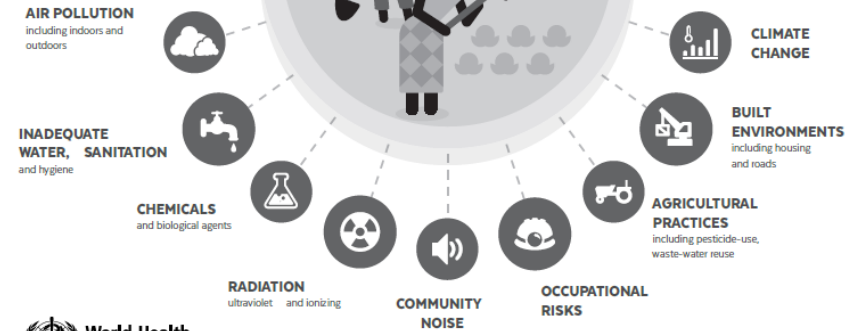 AIR POLLUTION
including indoors and
outdoors
CLIMATE
CHANGE
INADEQUATE
WATER, SANITATION
and hygiene
BUILT
ENVIRONMENTS
including housing
and roads
CHEMICALS
and biological agents
AGRICULTURAL
PRACTICES
including pesticide-use,
waste-water reuse
RADIATION
ultraviolet and ionizing
COMMUNITY
NOISE
OCCUPATIONAL
RISKS
World Health